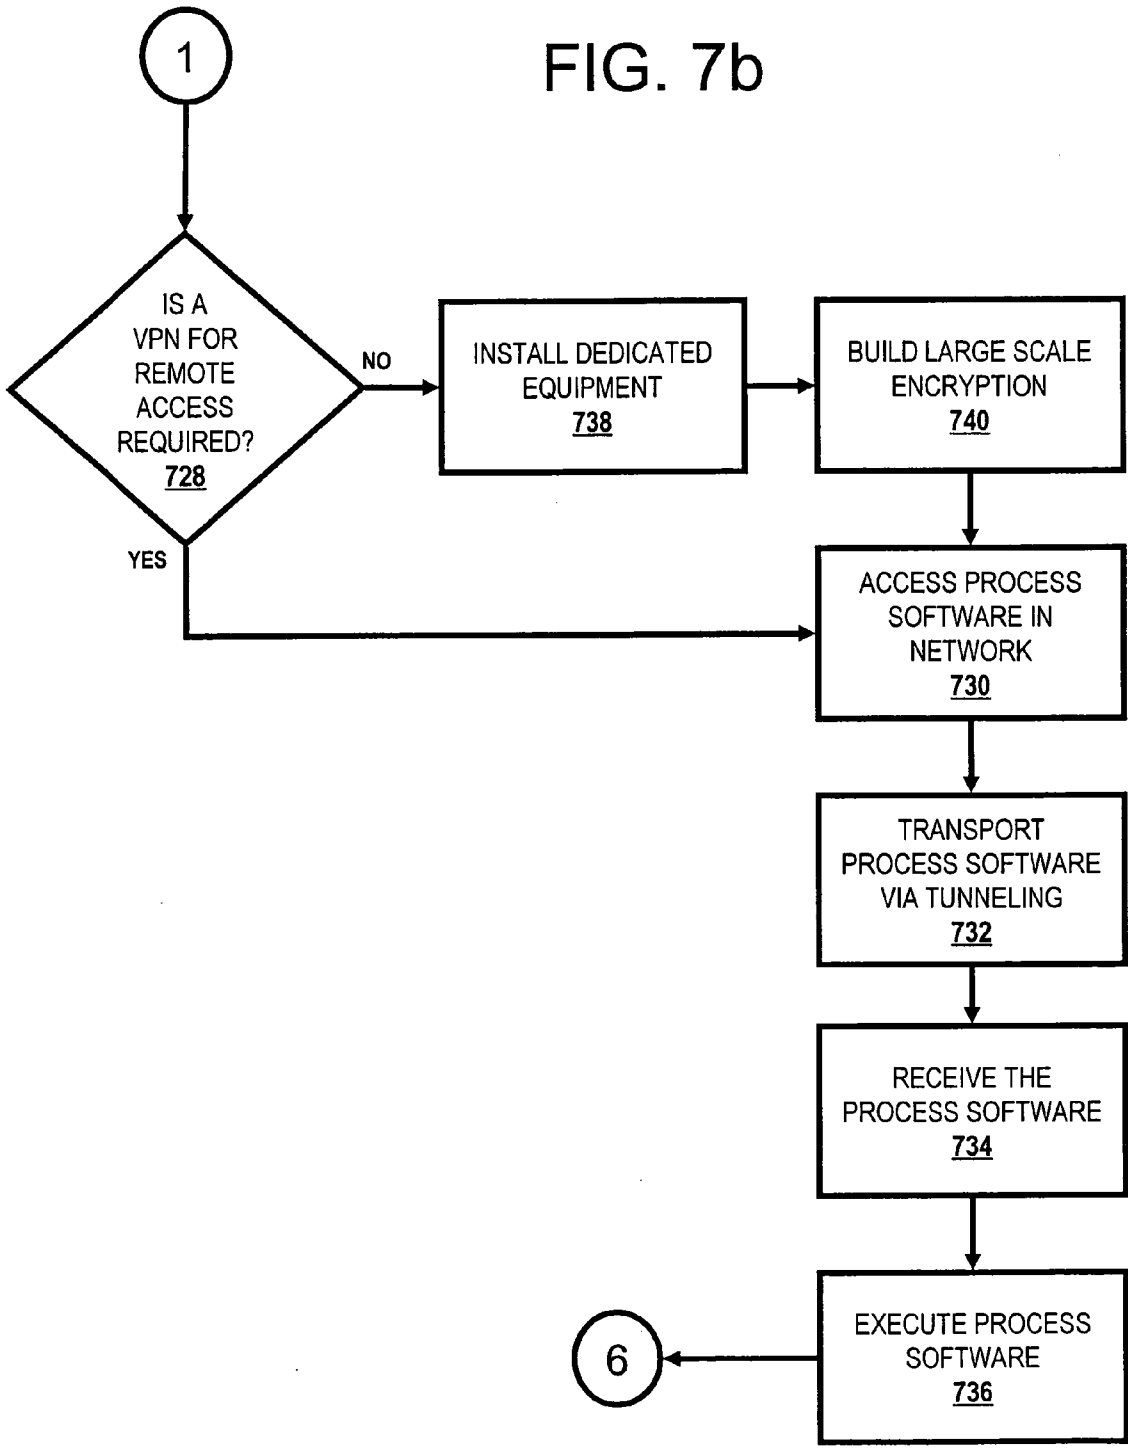 1
FIG. 7b
IS A
VPN FOR
REMOTE
ACCESS
REQUIRED?
728
NO
YES
INSTALL DEDICATED
EQUIPMENT
738
BUILD LARGE SCALE
ENCRYPTION
740
ACCESS PROCESS
SOFTWARE IN
NETWORK
730
TRANSPORT
PROCESS SOFTWARE
VIA TUNNELING
732
RECEIVE THE
PROCESS SOFTWARE
734
EXECUTE PROCESS
SOFTWARE
736
6